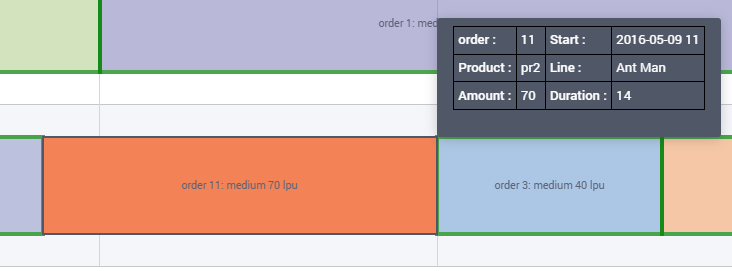 order 1: med
order : 11 Start : 2016-05-09 11
Product : pr2 Line : Ant Man
Amount : 70 Duration : 14
order 11: medium 70 lpu
order 3: medium 40 lpu